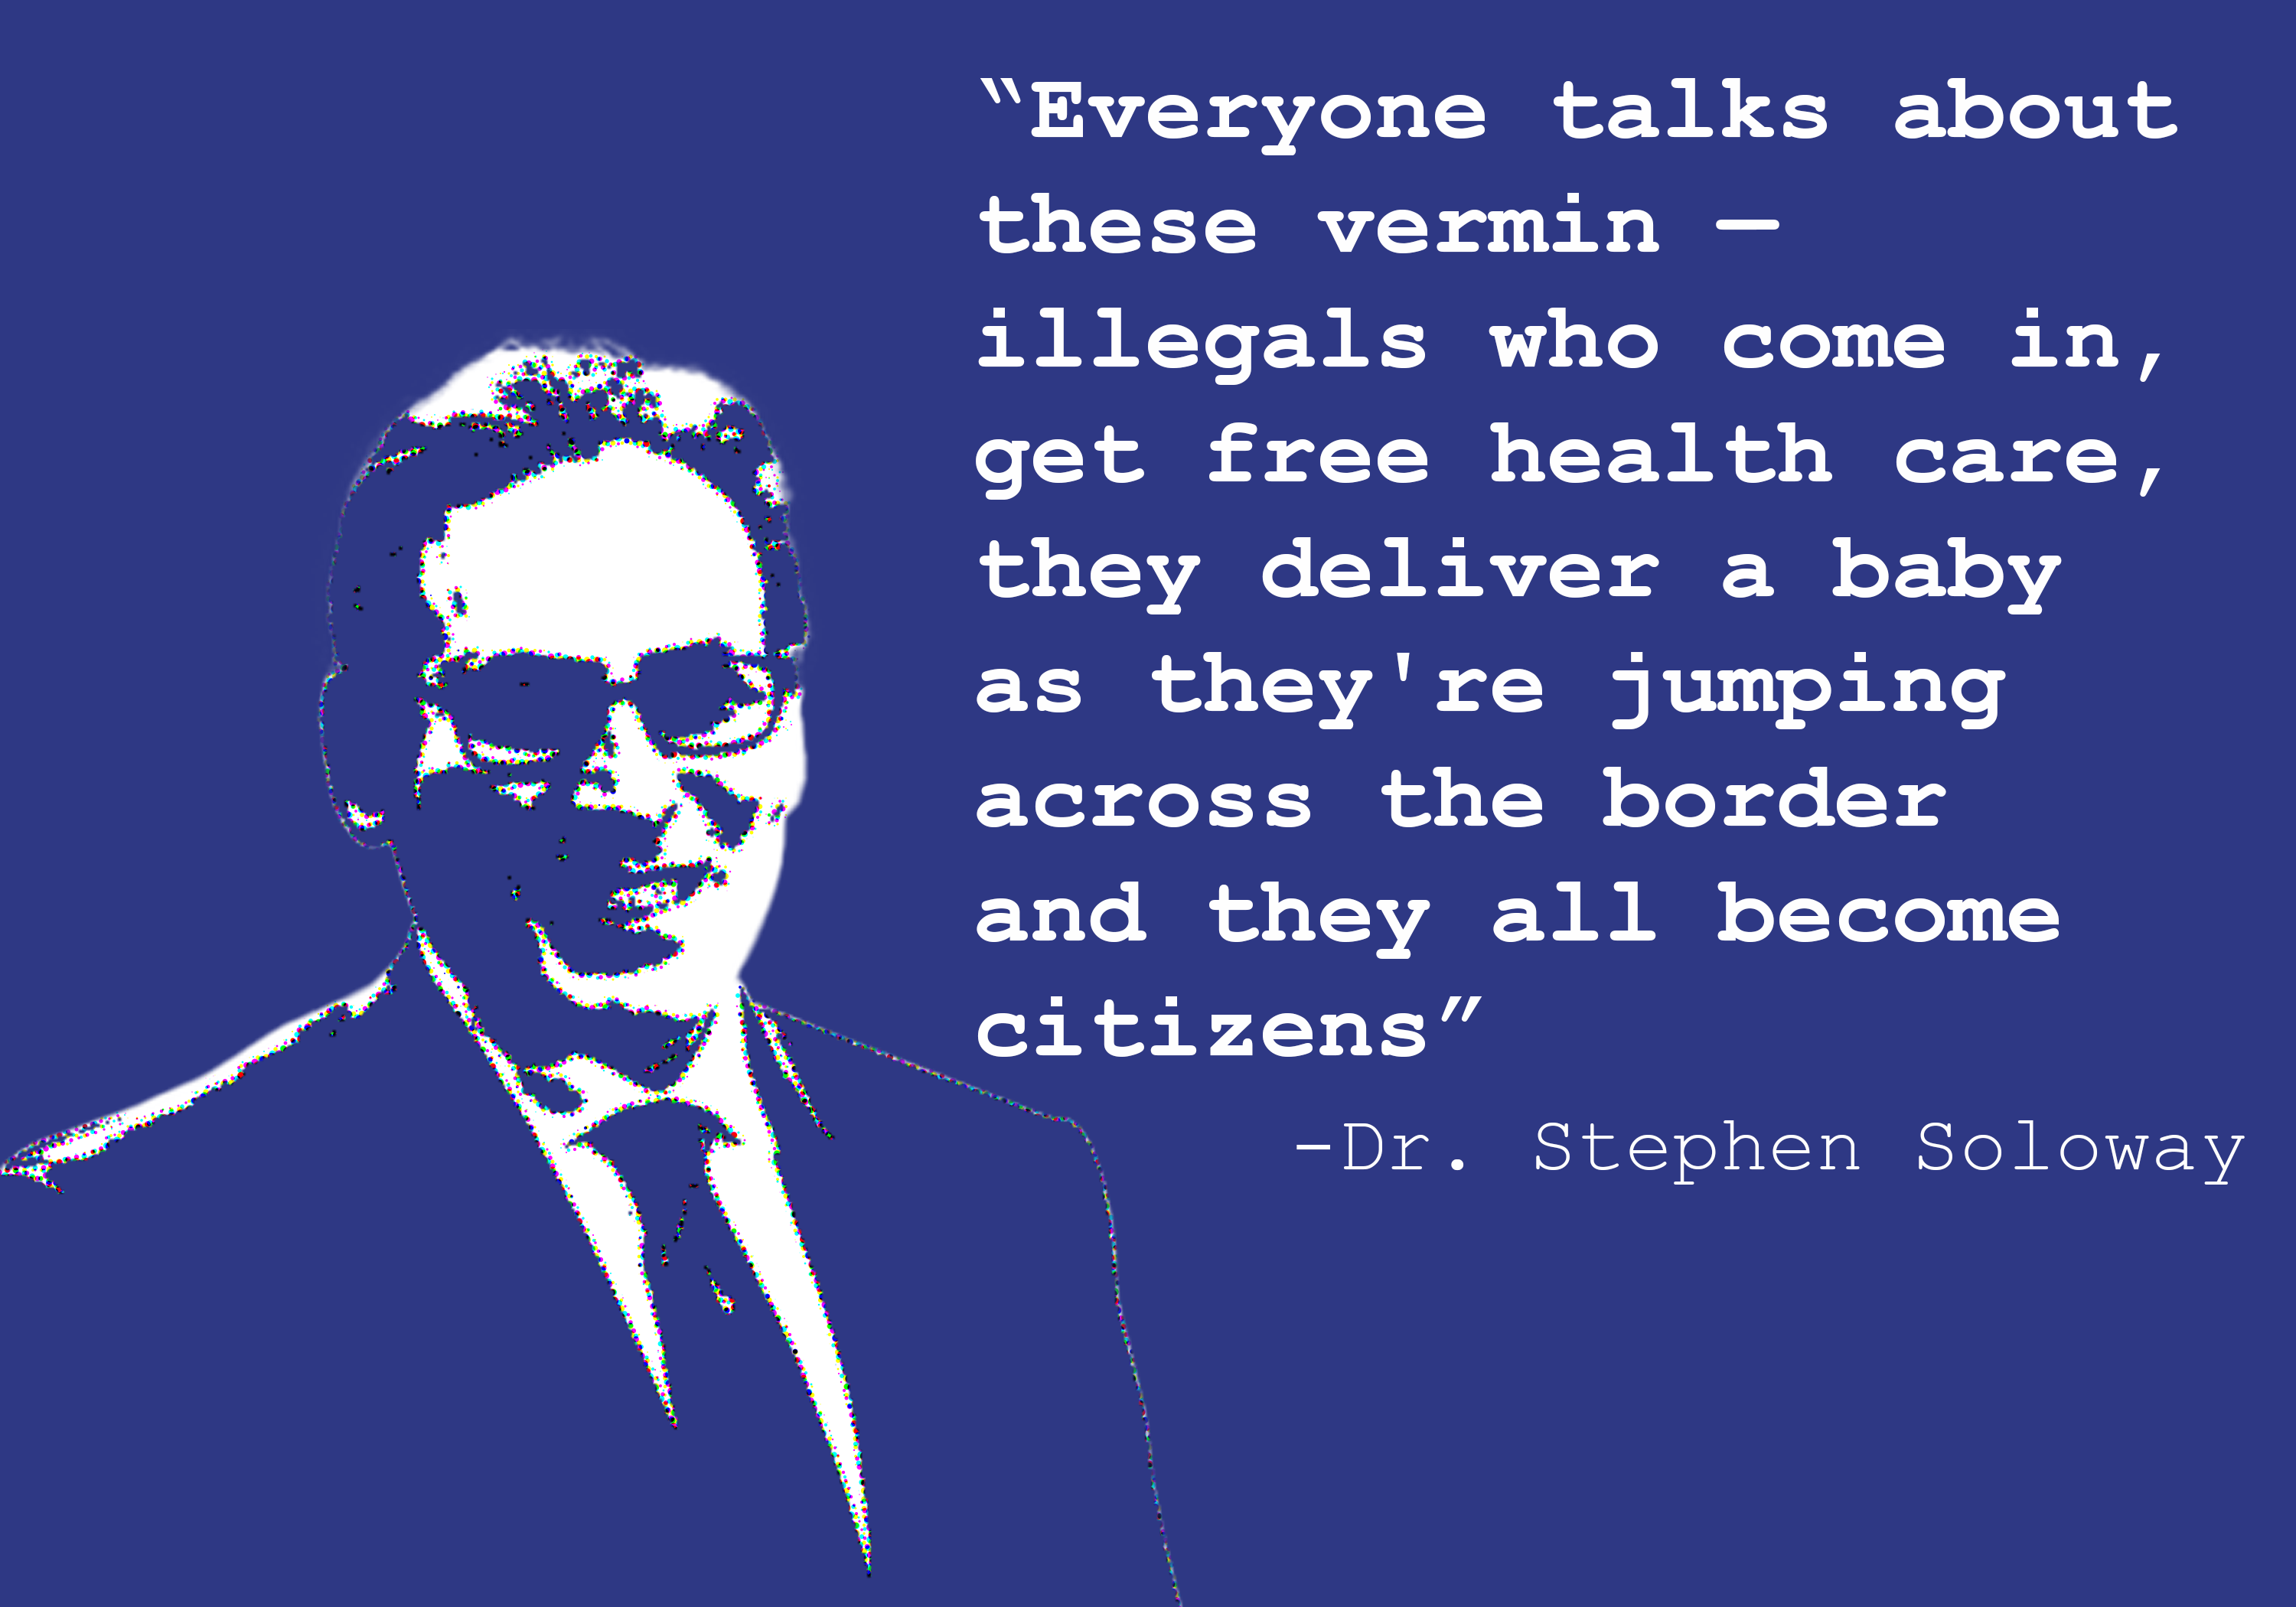 “Everyone talks about
these vermin —
illegals who come in,
get free health care,
they deliver a baby
as they're jumping
across the border
and they all become
citizens”
-Dr. Stephen Soloway